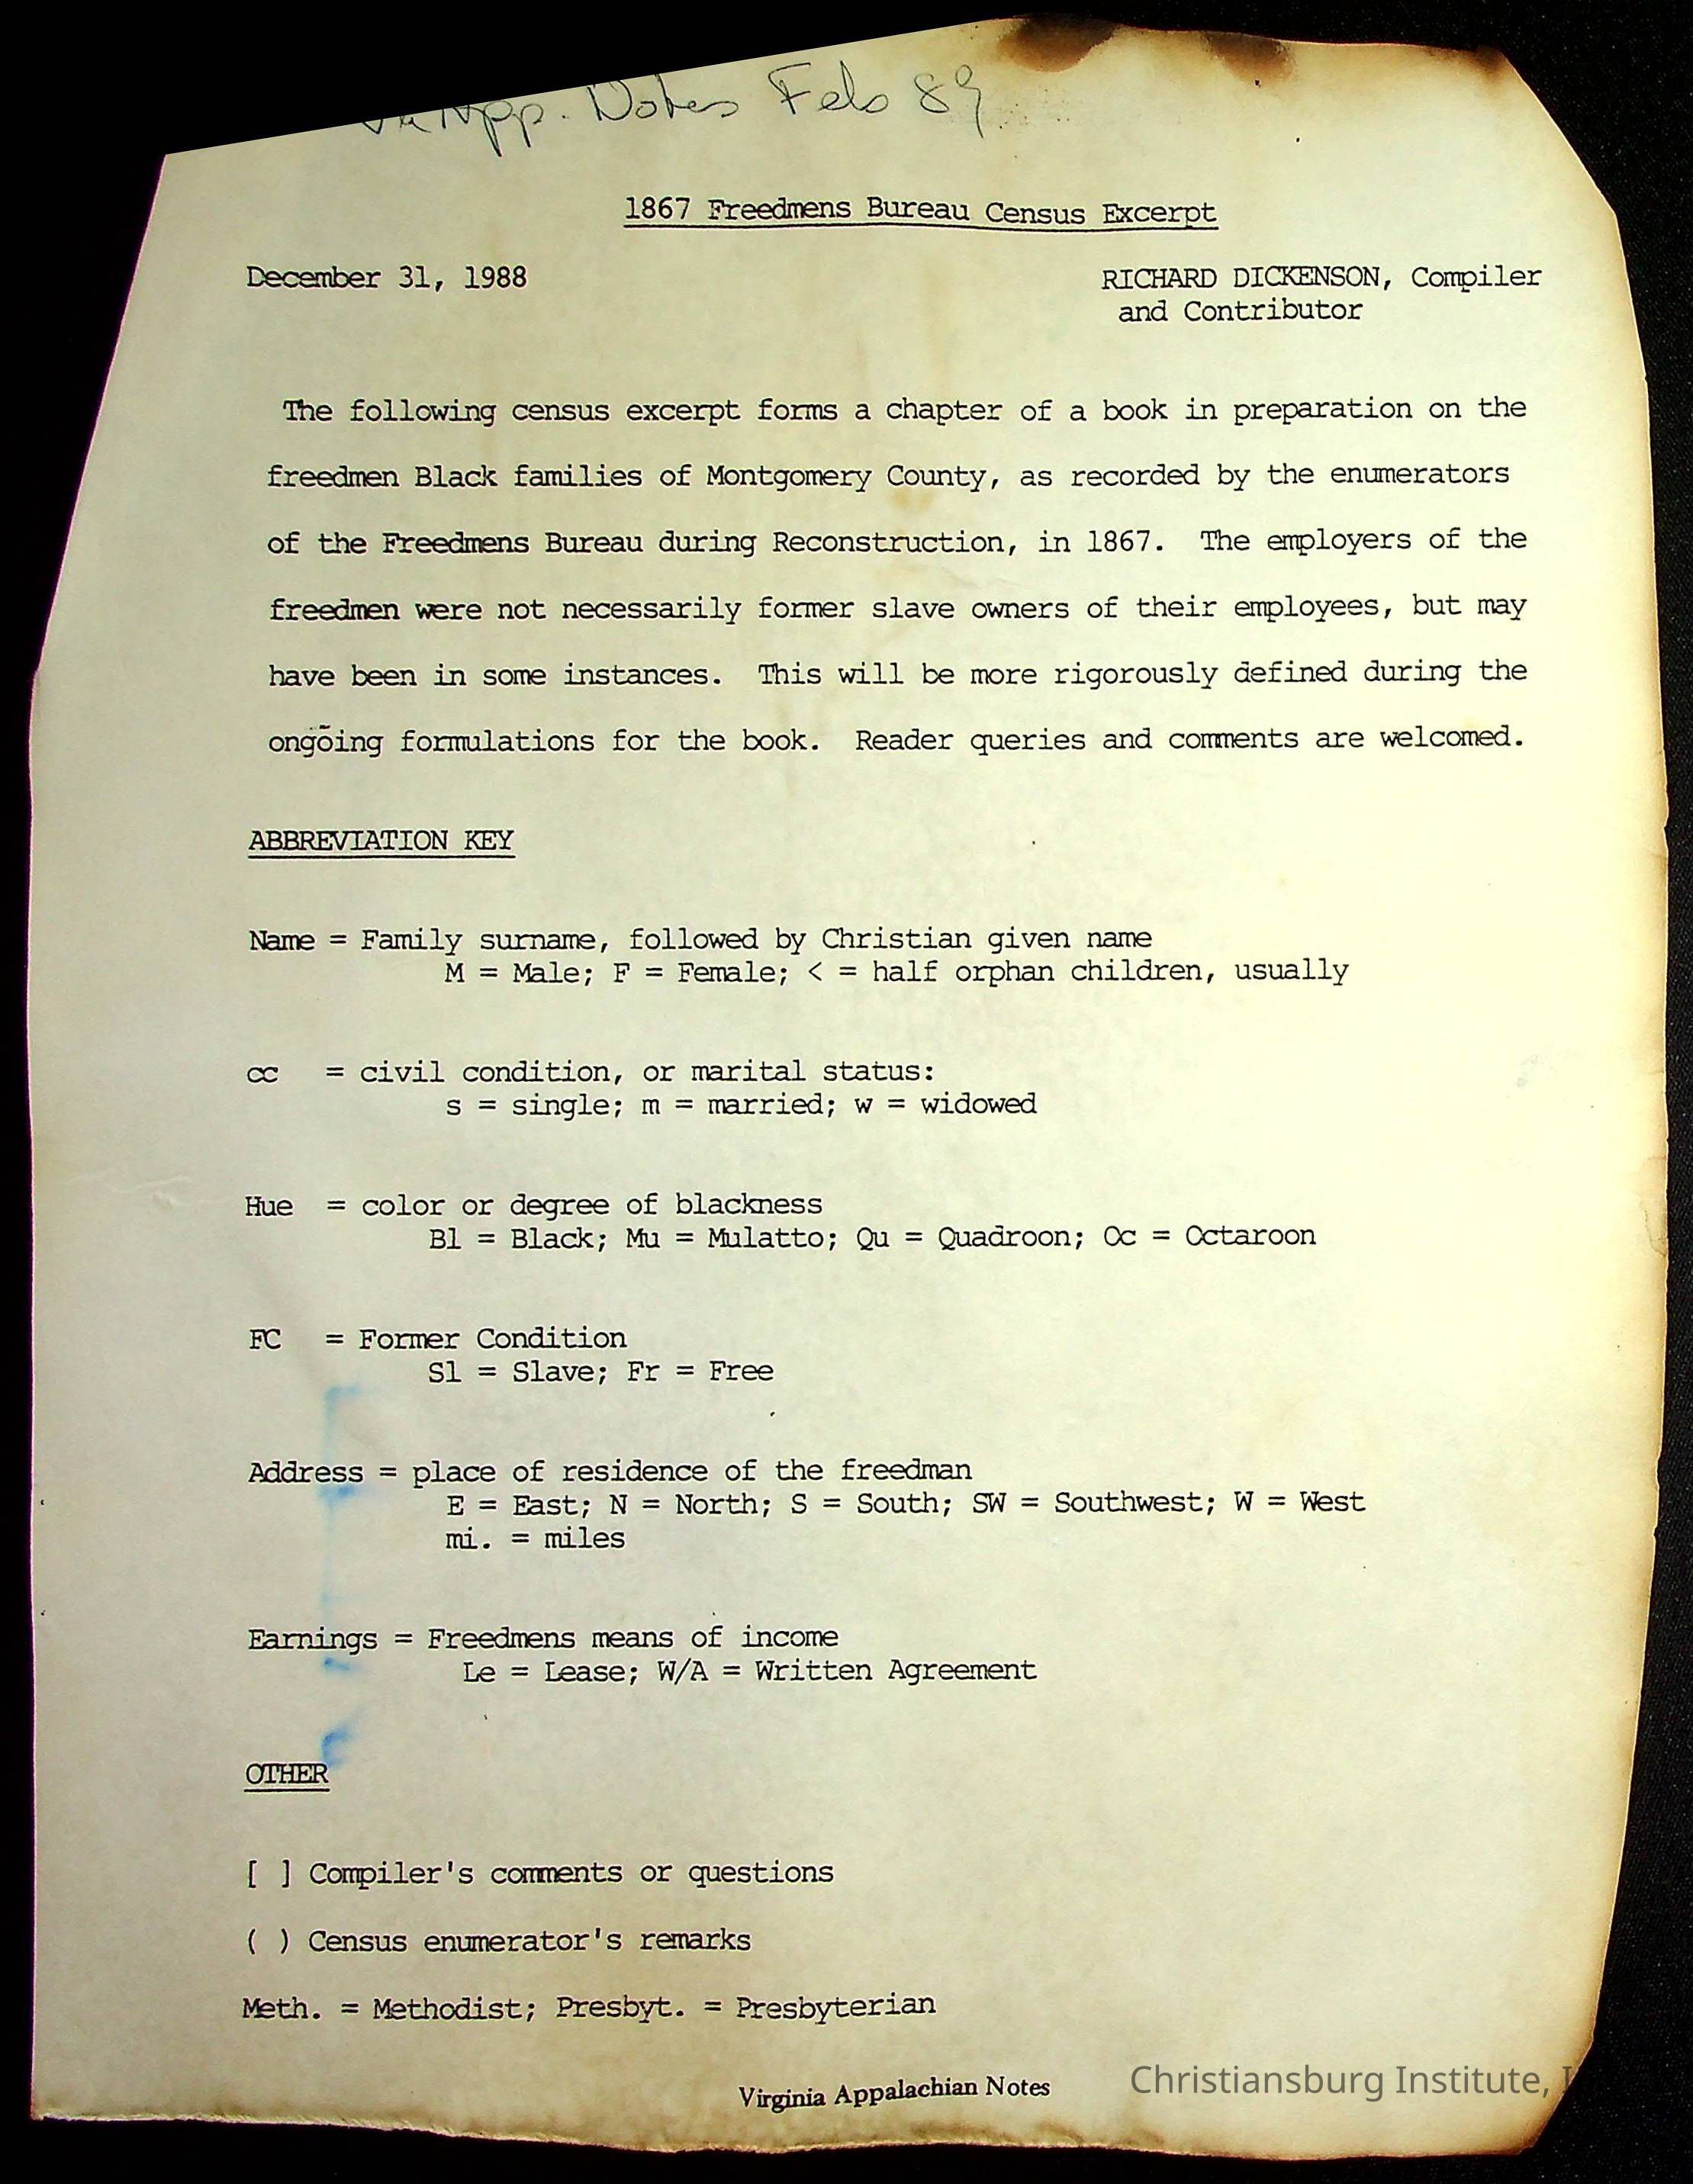 App. Notes Feb 89
1867 Freedmens Bureau Census Excerpt
December 31, 1988
RICHARD DICKENSON, Compiler
and Contributor
The following census excerpt forms a chapter of a book in preparation on the
freedmen Black families of Montgomery County, as recorded by the enumerators
of the Freedmens Bureau during Reconstruction, in 1867. The employers of the
freedmen were not necessarily former slave owners of their employees, but may
have been in some instances. This will be more rigorously defined during the
ongoing formulations for the book. Reader queries and comments are welcomed.
ABBREVIATION KEY
Name = Family surname, followed by Christian given name
M = Male; F = Female; < = half orphan children, usually
cc = civil condition, or marital status:
s = single; m = married; w = widowed
Hue = color or degree of blackness
Bl = Black; Mu = Mulatto; Qu = Quadroon; Oc = Octaroon
FC = Former Condition
Sl = Slave; Fr = Free
Address = place of residence of the freedman
E = East; N = North; S = South; SW = Southwest; W = West
mi. = miles
Earnings = Freedmens means of income
Le = Lease; W/A = Written Agreement
OTHER
[ ] Compiler's comments or questions
( ) Census enumerator's remarks
Meth. = Methodist; Presbyt. = Presbyterian
Virginia Appalachian Notes
Christiansburg Institute,